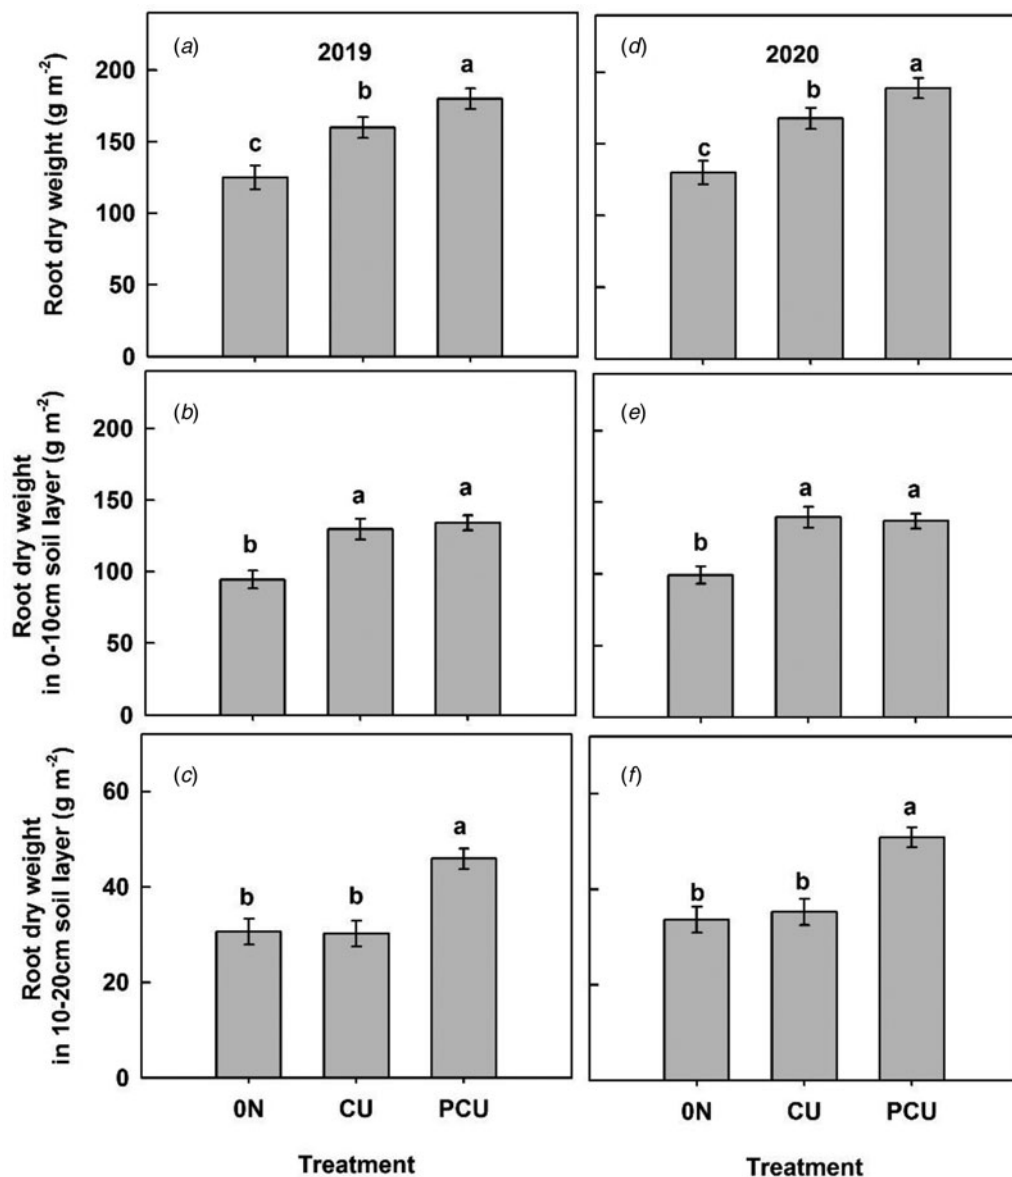 (a)
2019
Root dry weight (g m-2)
200
150
100
50
0
c
b
a
(d)
2020
c
b
a
(b)
Root dry weight
in 0-10cm soil layer (g m-2)
200
150
100
50
0
b
a
a
(e)
b
a
a
(c)
Root dry weight
in 10-20cm soil layer (g m-2)
60
40
20
0
b
b
a
(f)
b
b
a
0N CU PCU
Treatment
0N CU PCU
Treatment